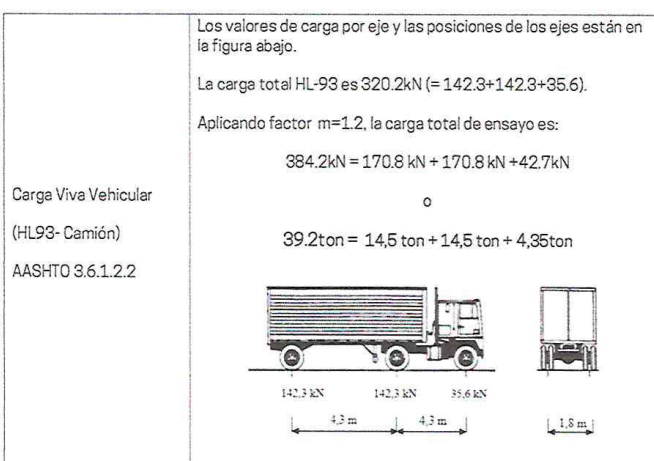 Los valores de carga por eje y las posiciones de los ejes están en
la figura abajo.
La carga total HL-93 es 320.2kN (= 142.3+142.3+35.6).
Aplicando factor m=1.2, la carga total de ensayo es:
384.2kN = 170.8 kN + 170.8 kN +42.7kN
o
39.2ton = 14,5 ton + 14,5 ton + 4,35ton
Carga Viva Vehicular
(HL93- Camión)
AASHTO 3.6.1.2.2
142,3 kN 142,3 kN 35,6 kN
4,3 m 4,3 m 1,8 m